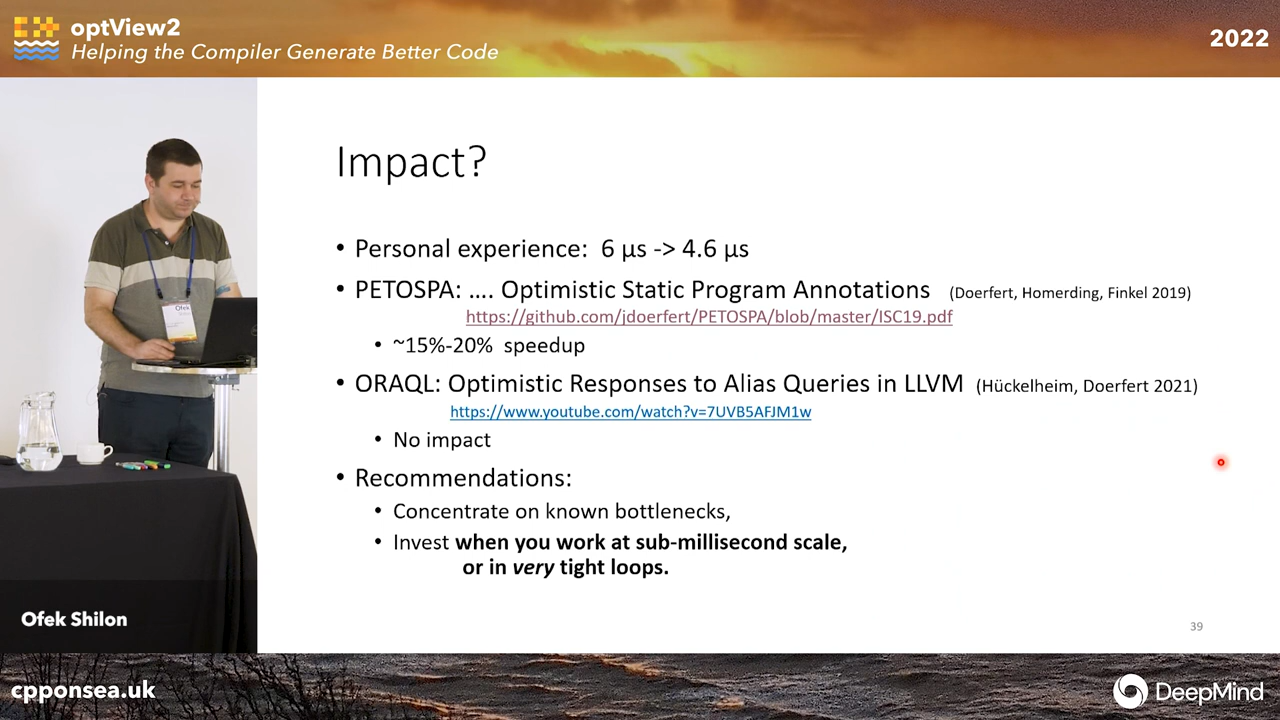 optView2
Helping the Compiler Generate Better Code
2022
Impact?
• Personal experience: 6 µs -> 4.6 µs
• PETOSPA: .... Optimistic Static Program Annotations (Doerfert, Homerding, Finkel 2019)
https://github.com/jdoerfert/PETOSPA/blob/master/ISC19.pdf
• ~15%-20% speedup
• ORAQL: Optimistic Responses to Alias Queries in LLVM (Hückelheim, Doerfert 2021)
https://www.youtube.com/watch?v=7UVB5AFJM1w
• No impact
• Recommendations:
• Concentrate on known bottlenecks,
• Invest when you work at sub-millisecond scale,
or in very tight loops.
39
Ofek
Ofek Shilon
cpponsea.uk
DeepMind